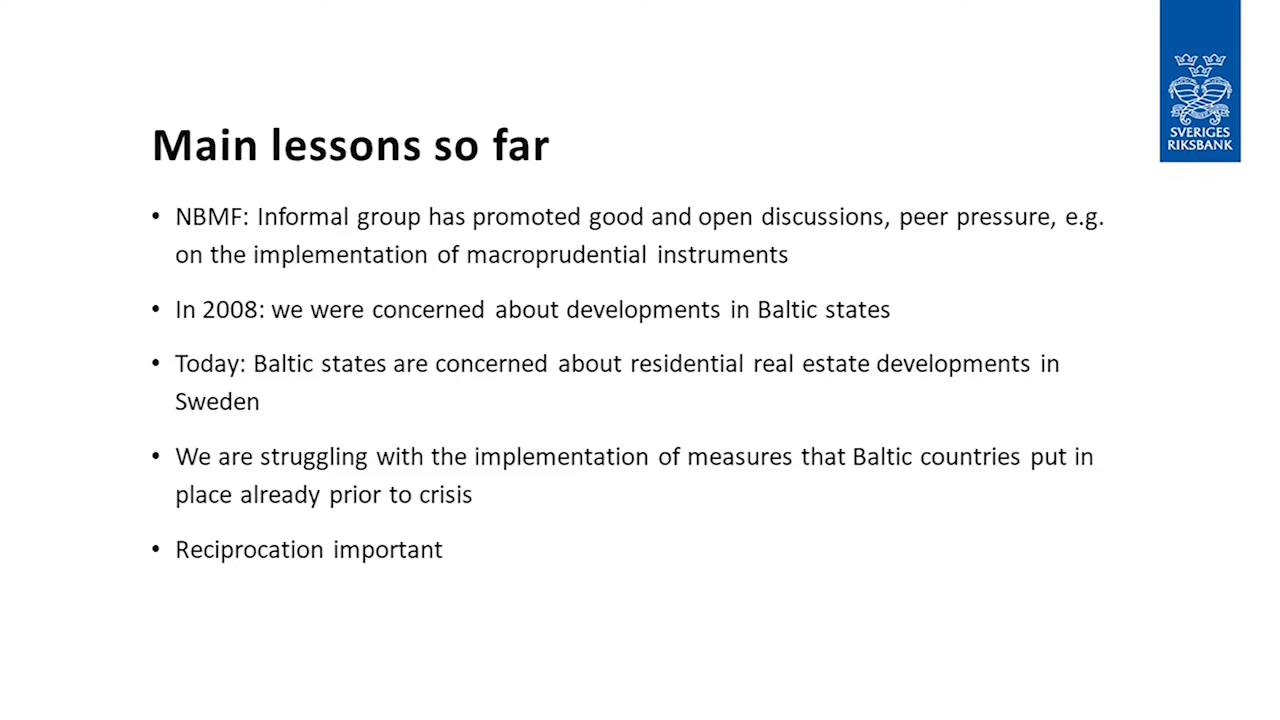 SVERIGES
RIKSBANK
Main lessons so far
• NBMF: Informal group has promoted good and open discussions, peer pressure, e.g.
on the implementation of macroprudential instruments
• In 2008: we were concerned about developments in Baltic states
• Today: Baltic states are concerned about residential real estate developments in
Sweden
• We are struggling with the implementation of measures that Baltic countries put in
place already prior to crisis
• Reciprocation important